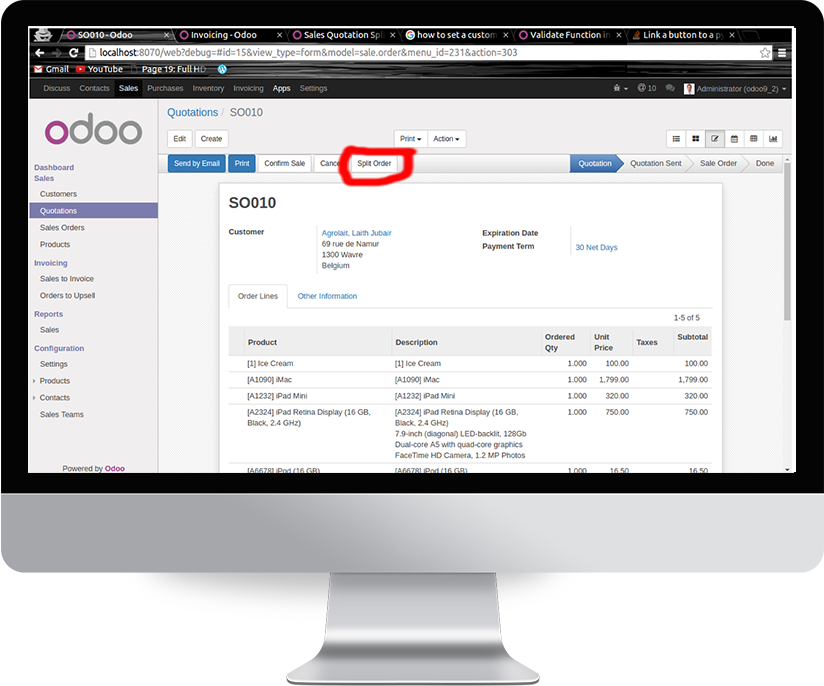 SO010 - Odoo
Invoicing - Odoo
Sales Quotation Spl
how to set a custom
Validate Function in
Link a button to a py
localhost:8070/web?debug=#id=15&view_type=form&model=sale.order&menu_id=231&action=303
Gmail YouTube Page 19: Full HD
Discuss Contacts Sales Purchases Inventory Invoicing Apps Settings @ 10 Administrator (odoo9_2)
odoo
Quotations / SO010
Edit Create Print Action
Send by Email Print Confirm Sale Cance Split Order Quotation Quotation Sent Sale Order Done
Dashboard
Sales
Customers
Quotations
Sales Orders
Products
Invoicing
Sales to Invoice
Orders to Upsell
Reports
Sales
Configuration
Settings
Products
Contacts
Sales Teams
Powered by Odoo
SO010
Customer
Agrolait, Laith Jubair
69 rue de Namur
1300 Wavre
Belgium
Expiration Date
Payment Term 30 Net Days
Order Lines Other Information
1-5 of 5
Product Description Ordered Qty Unit Price Taxes Subtotal
[1] Ice Cream [1] Ice Cream 1.000 100.00 100.00
[A1090] iMac [A1090] iMac 1.000 1,799.00 1,799.00
[A1232] iPad Mini [A1232] iPad Mini 1.000 320.00 320.00
[A2324] iPad Retina Display (16 GB, [A2324] iPad Retina Display (16 GB, 1.000 750.00 750.00
Black, 2.4 GHz) Black, 2.4 GHz)
7.9-inch (diagonal) LED-backlit, 128Gb
Dual-core A5 with quad-core graphics
FaceTime HD Camera, 1.2 MP Photos
[A6678] iPod (16 GB) [A6678] iPod (16 GB) 1.000 16.50 16.50